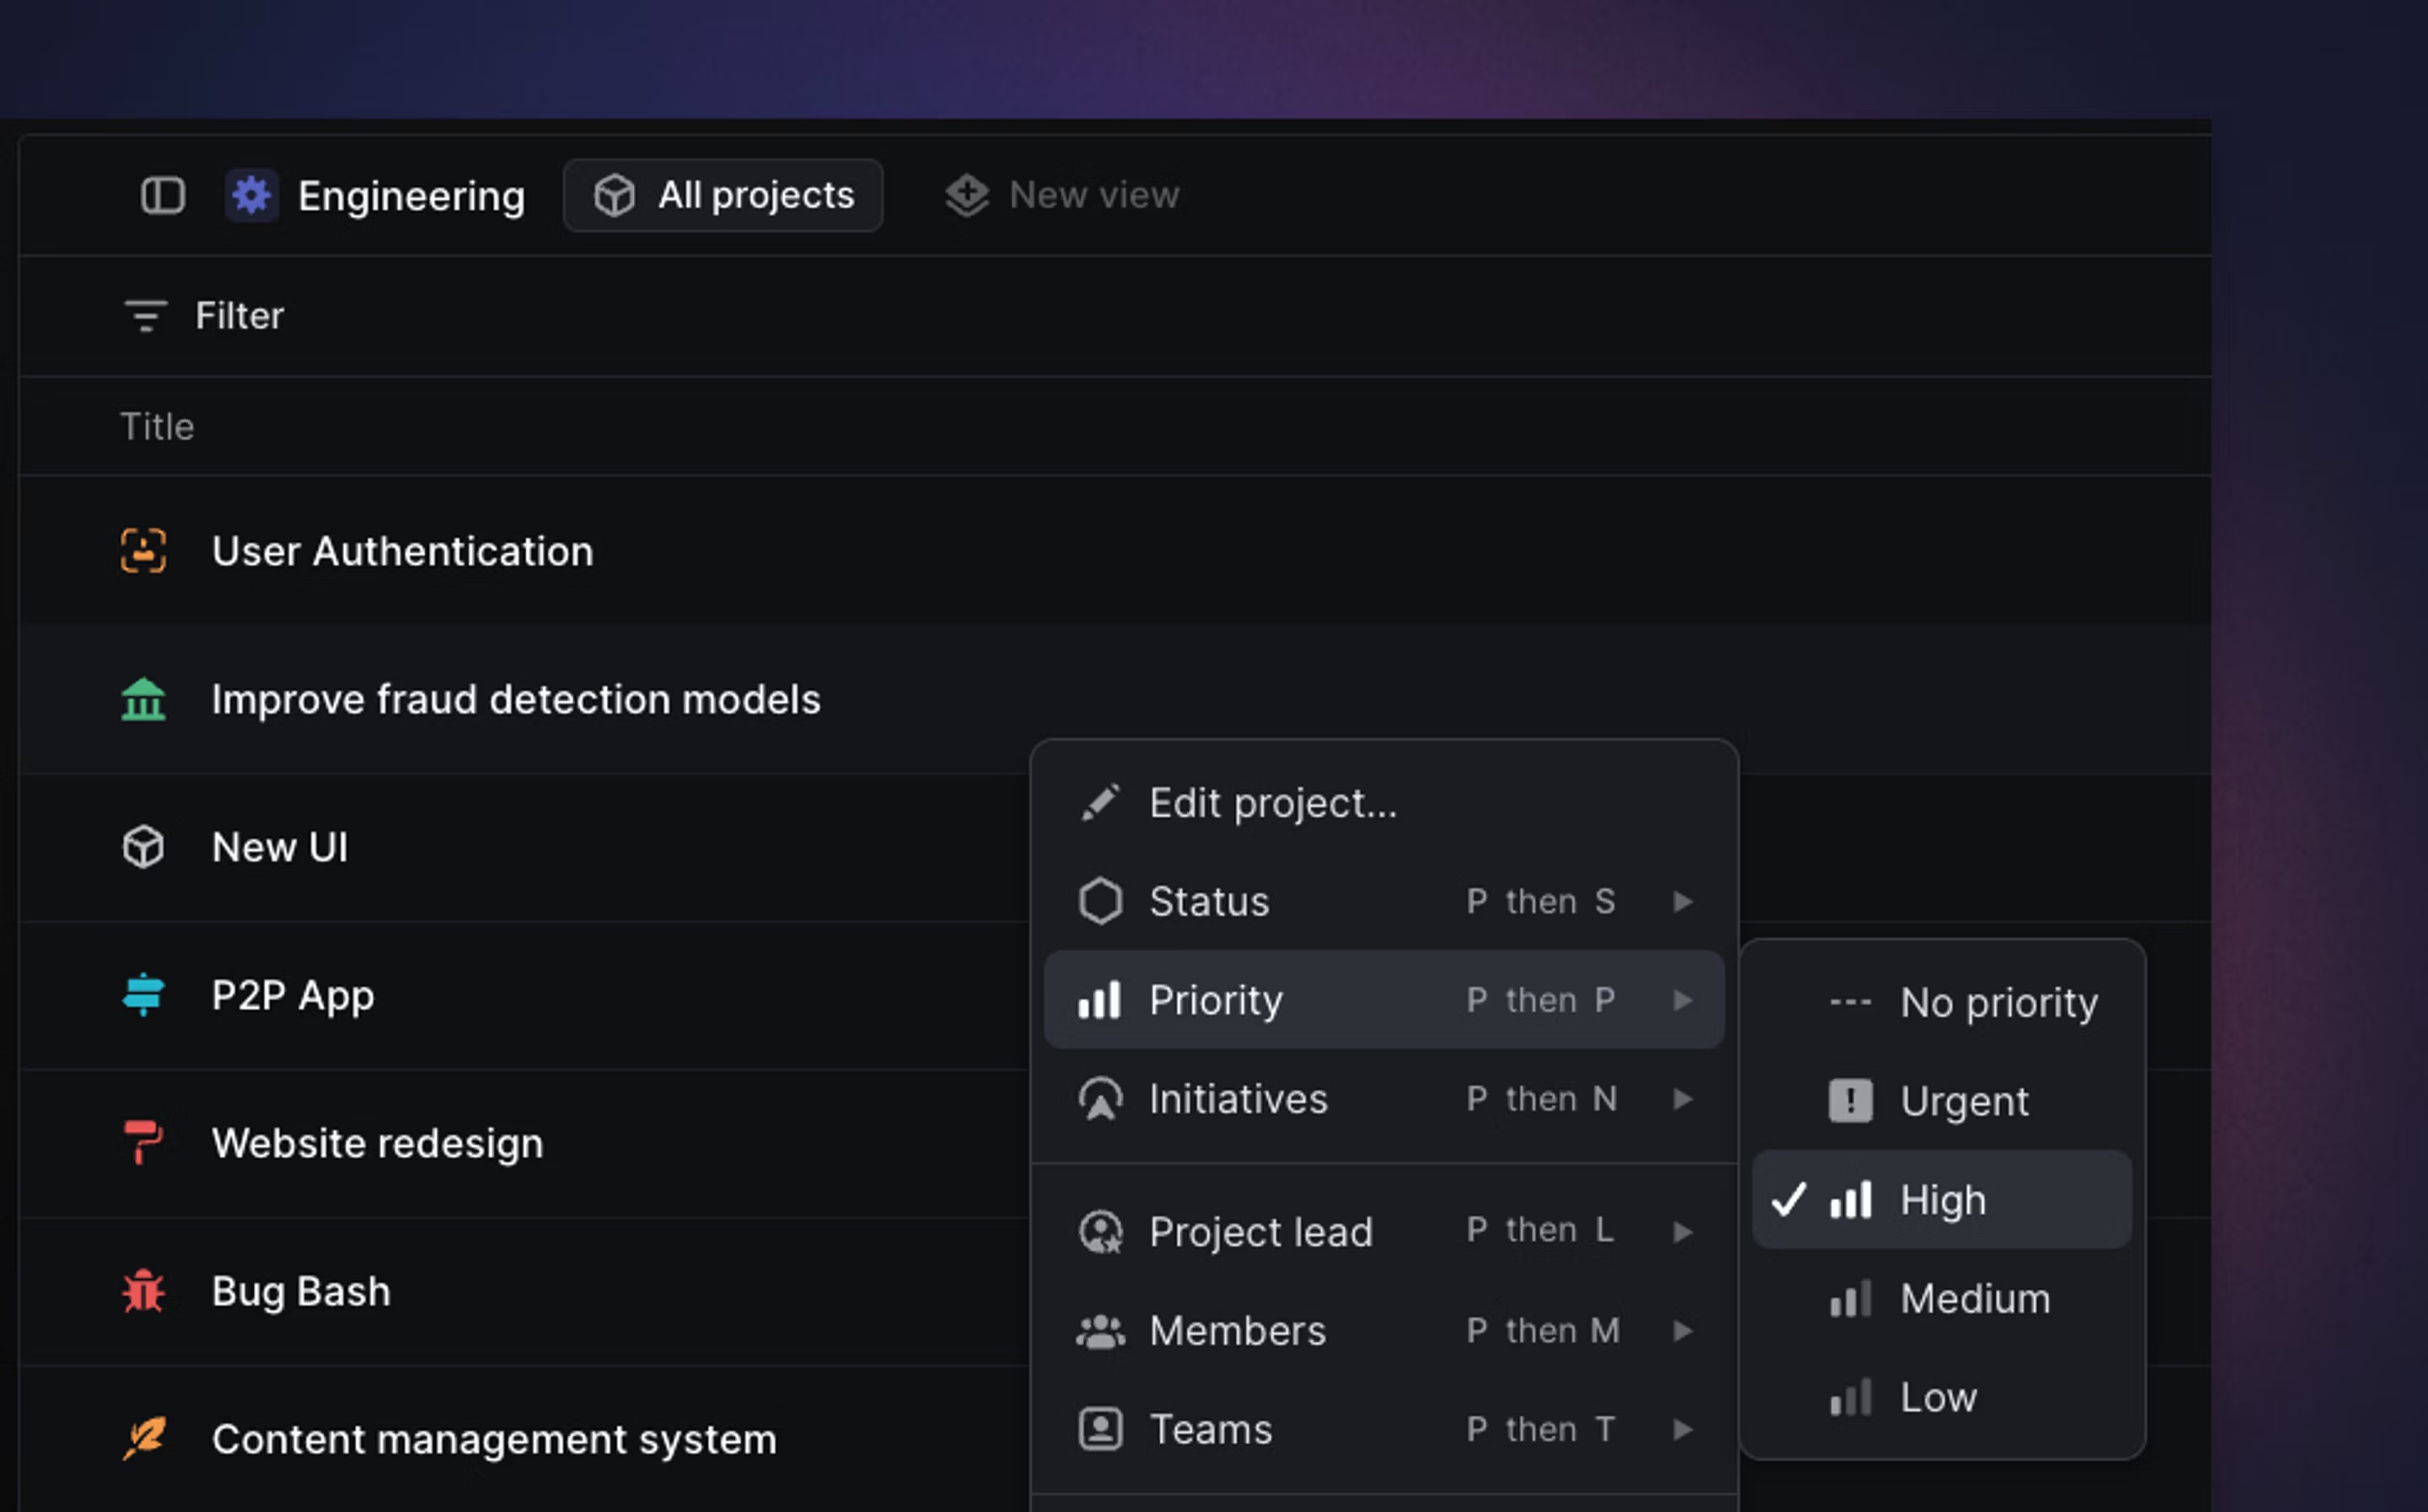 Engineering All projects New view
Filter
Title
User Authentication
Improve fraud detection models
New UI
P2P App
Website redesign
Bug Bash
Content management system
Edit project...
Status P then S
Priority P then P
Initiatives P then N
Project lead P then L
Members P then M
Teams P then T
No priority
Urgent
High
Medium
Low